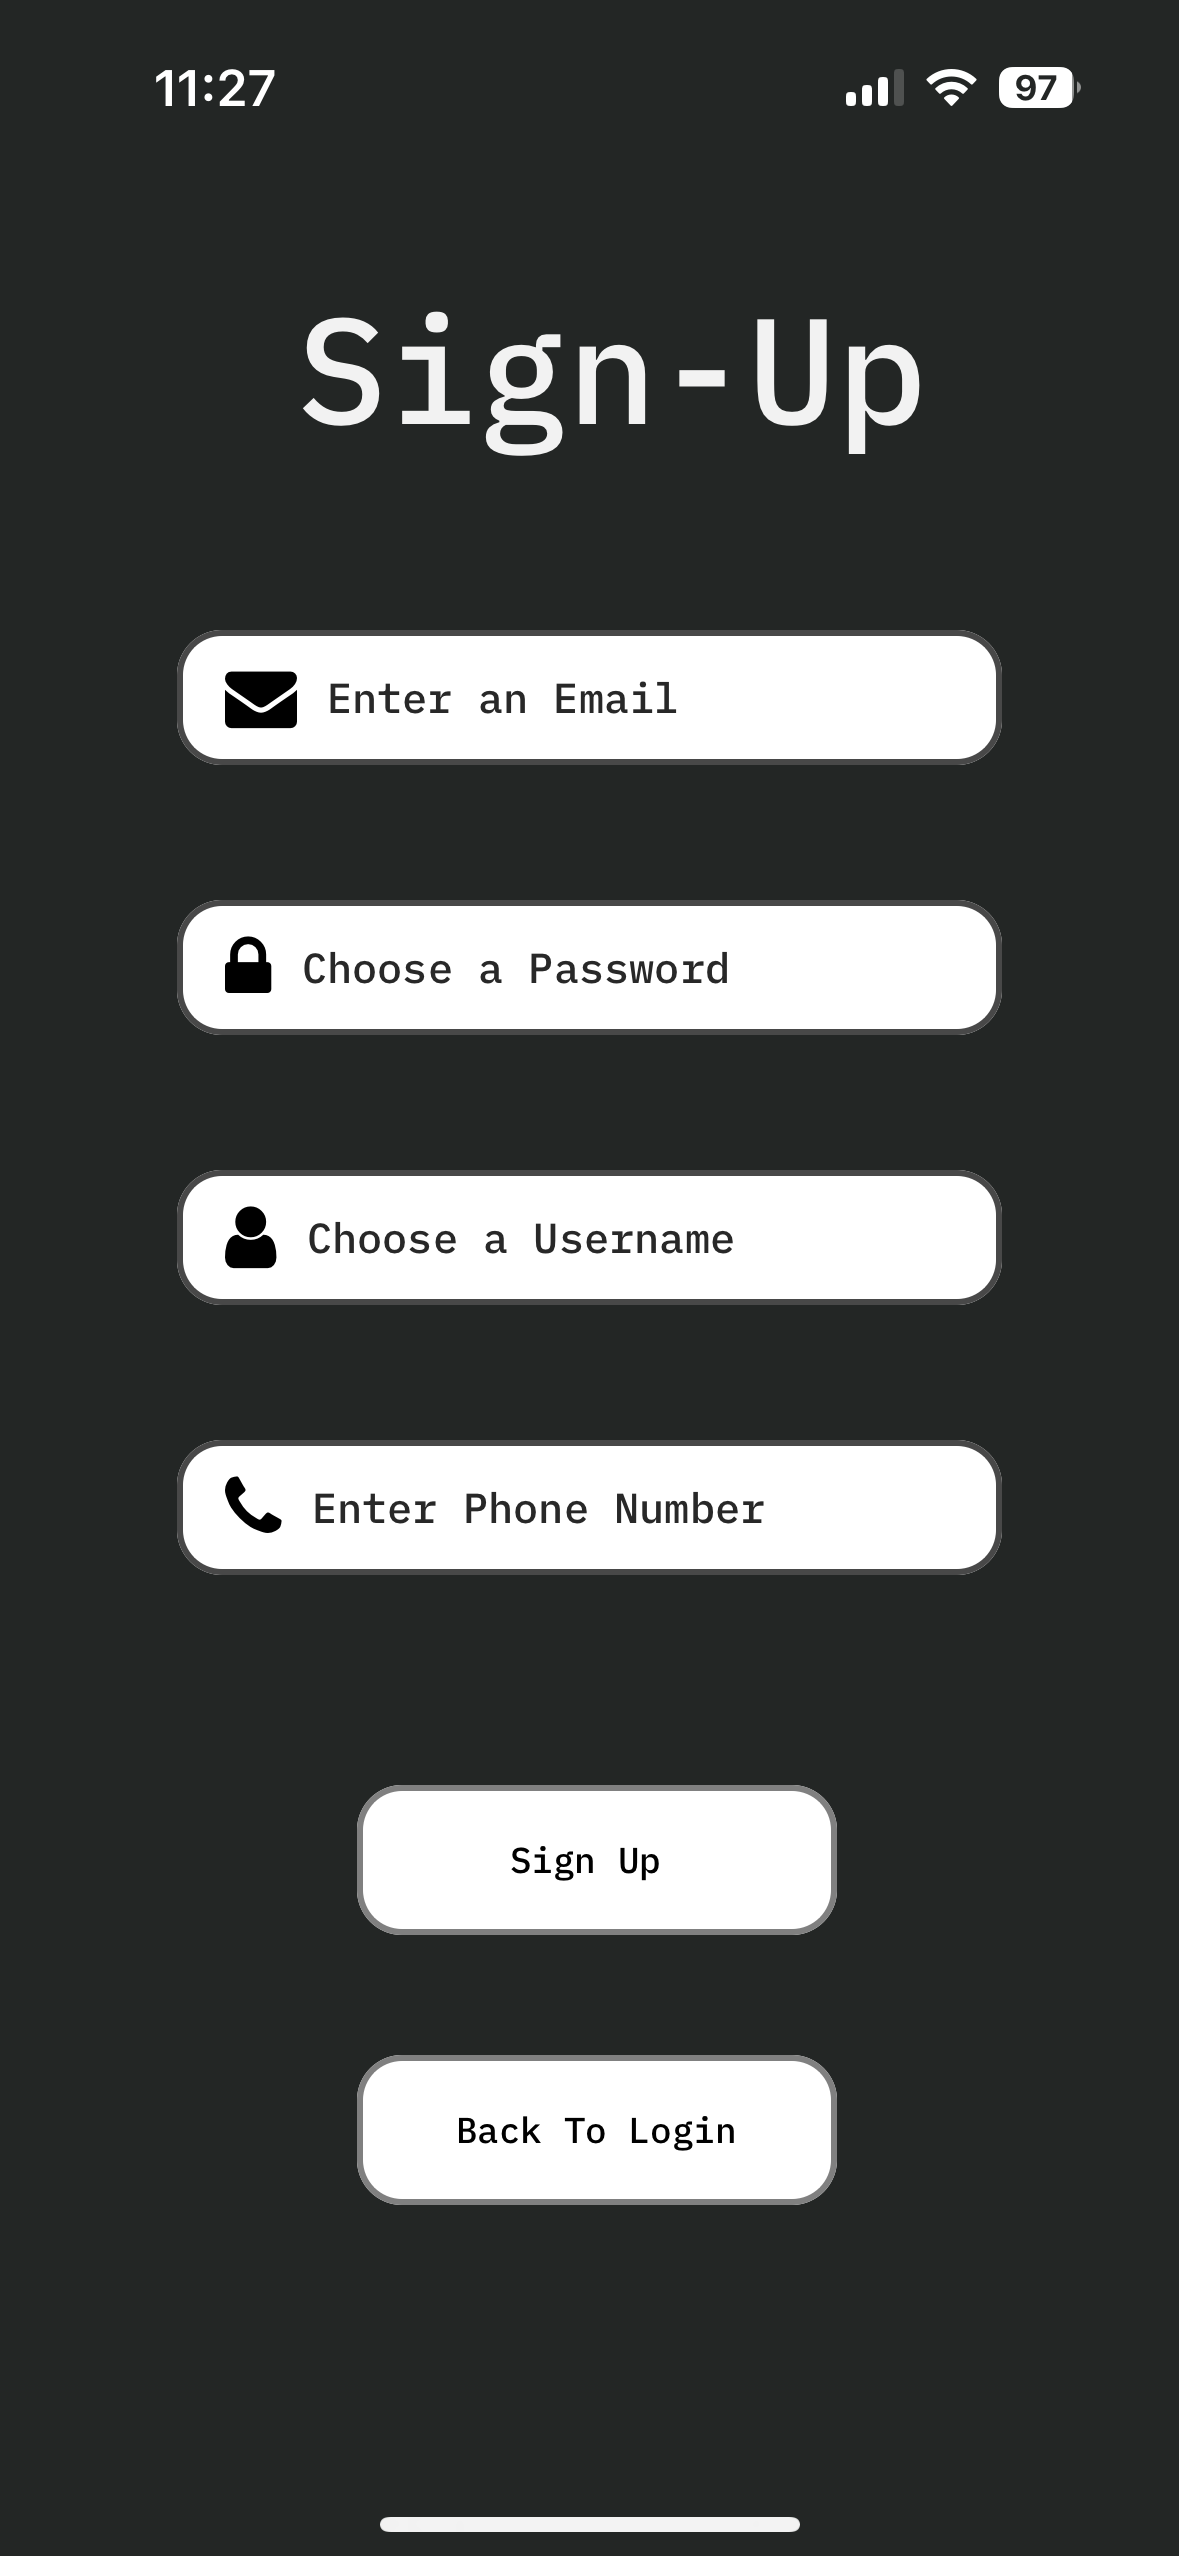 11:27 97
Sign-Up
Enter an Email
Choose a Password
Choose a Username
Enter Phone Number
Sign Up
Back To Login